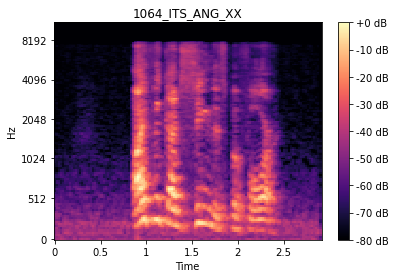 1064_ITS_ANG_XX
+0 dB
8192
-10 dB
4096
-20 dB
-30 dB
2048
Hz
-40 dB
1024
-50 dB
512
-60 dB
-70 dB
0
-80 dB
0 0.5 1 1.5 2 2.5
Time